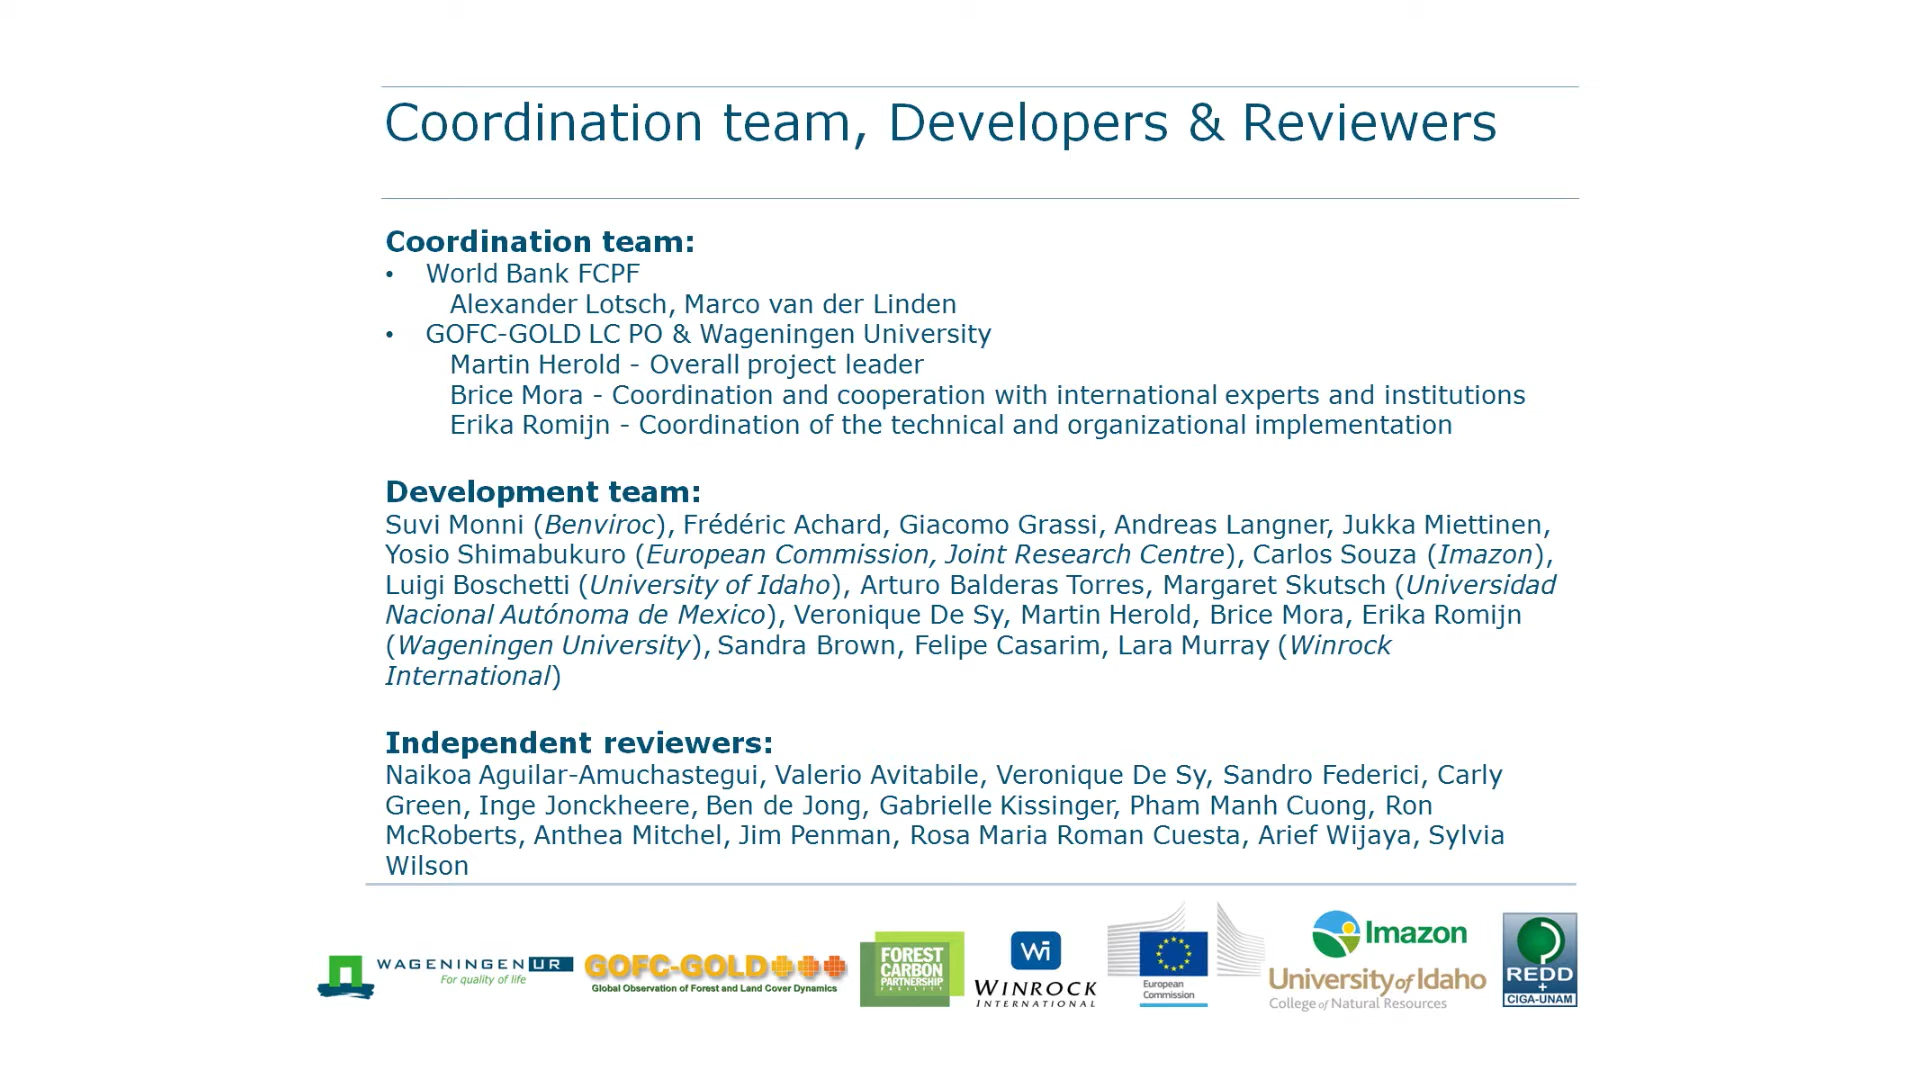 Coordination team, Developers & Reviewers
Coordination team:
• World Bank FCPF
Alexander Lotsch, Marco van der Linden
• GOFC-GOLD LC PO & Wageningen University
Martin Herold - Overall project leader
Brice Mora - Coordination and cooperation with international experts and institutions
Erika Romijn - Coordination of the technical and organizational implementation
Development team:
Suvi Monni (Benviroc), Frédéric Achard, Giacomo Grassi, Andreas Langner, Jukka Miettinen,
Yosio Shimabukuro (European Commission, Joint Research Centre), Carlos Souza (Imazon),
Luigi Boschetti (University of Idaho), Arturo Balderas Torres, Margaret Skutsch (Universidad
Nacional Autónoma de Mexico), Veronique De Sy, Martin Herold, Brice Mora, Erika Romijn
(Wageningen University), Sandra Brown, Felipe Casarim, Lara Murray (Winrock
International)
Independent reviewers:
Naikoa Aguilar-Amuchastegui, Valerio Avitabile, Veronique De Sy, Sandro Federici, Carly
Green, Inge Jonckheere, Ben de Jong, Gabrielle Kissinger, Pham Manh Cuong, Ron
McRoberts, Anthea Mitchel, Jim Penman, Rosa Maria Roman Cuesta, Arief Wijaya, Sylvia
Wilson
WAGENINGEN UR
For quality of life
GOFC-GOLD
Global Observation of Forest and Land Cover Dynamics
FOREST
CARBON
PARTNERSHIP
FACILITY
Wi
WINROCK
INTERNATIONAL
European
Commission
Imazon
University of Idaho
College of Natural Resources
REDD
+
CIGA-UNAM